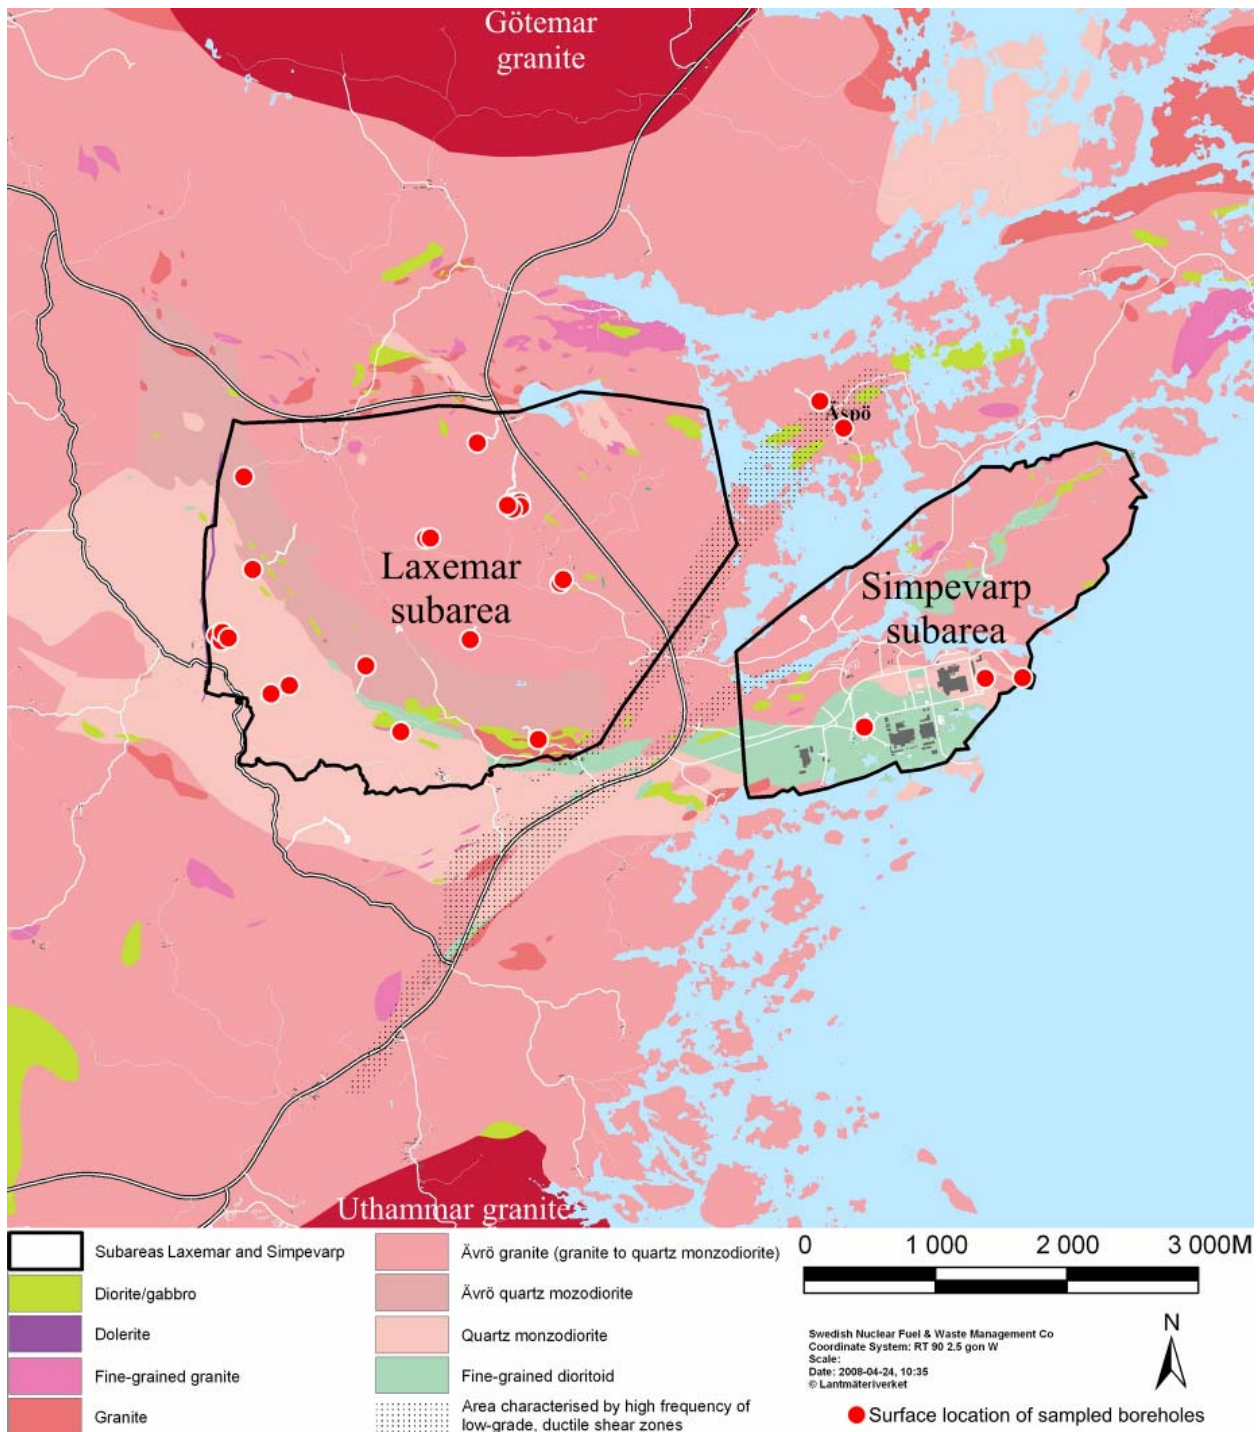 Götemar
granite
Äspö
Laxemar
subarea
Simpevarp
subarea
Uthammar granite
Subareas Laxemar and Simpevarp
Diorite/gabbro
Dolerite
Fine-grained granite
Granite
Ävrö granite (granite to quartz monzodiorite)
Ävrö quartz mozodiorite
Quartz monzodiorite
Fine-grained dioritoid
Area characterised by high frequency of
low-grade, ductile shear zones
0 1 000 2 000 3 000M
N
Swedish Nuclear Fuel & Waste Management Co
Coordinate System: RT 90 2.5 gon W
Scale:
Date: 2008-04-24, 10:35
© Lantmäteriverket
Surface location of sampled boreholes